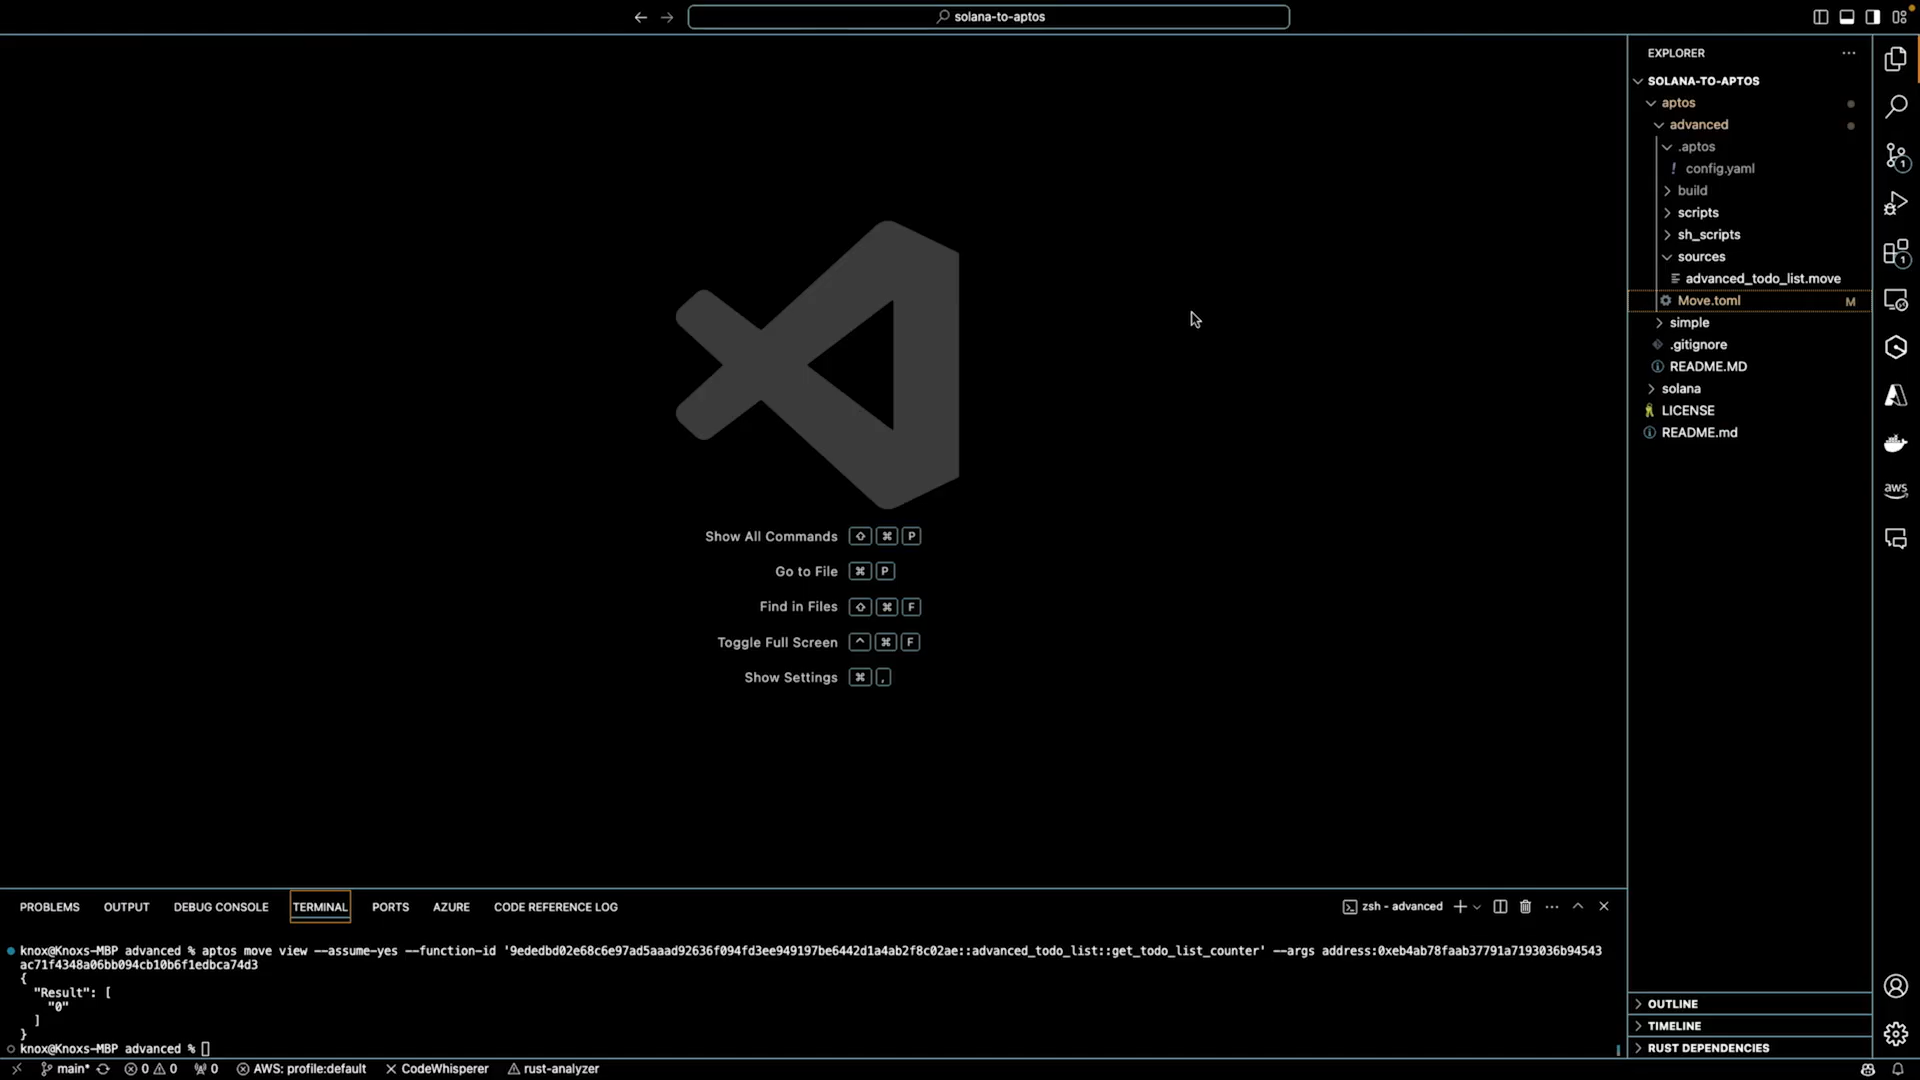 solana-to-aptos
EXPLORER
SOLANA-TO-APTOS
aptos
advanced
.aptos
! config.yaml
build
scripts
sh_scripts
sources
advanced_todo_list.move
Move.toml M
simple
.gitignore
README.MD
solana
LICENSE
README.md
1
1
aws
Show All Commands ⇧ ⌘ P
Go to File ⌘ P
Find in Files ⇧ ⌘ F
Toggle Full Screen ^ ⌘ F
Show Settings ⌘ ,
PROBLEMS OUTPUT DEBUG CONSOLE TERMINAL PORTS AZURE CODE REFERENCE LOG
zsh - advanced
knox@Knoxs-MBP advanced % aptos move view --assume-yes --function-id '9ededbd02e68c6e97ad5aaad92636f094fd3ee949197be6442d1a4ab2f8c02ae::advanced_todo_list::get_todo_list_counter' --args address:0xeb4ab78faab37791a7193036b94543
ac71f4348a06bb094cb10b6f1edbca74d3
{
"Result": [
"0"
]
}
knox@Knoxs-MBP advanced %
OUTLINE
TIMELINE
RUST DEPENDENCIES
main* 0 0 0 AWS: profile:default CodeWhisperer rust-analyzer